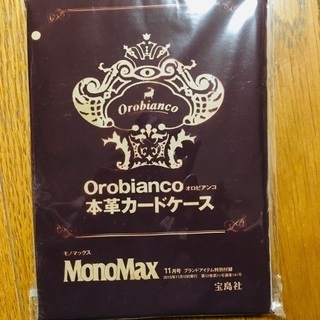 Orobianco
Orobianco オロビアンコ
本革カードケース
モノマックス
MonoMax 11月号 ブランドアイテム特別付録
宝島社